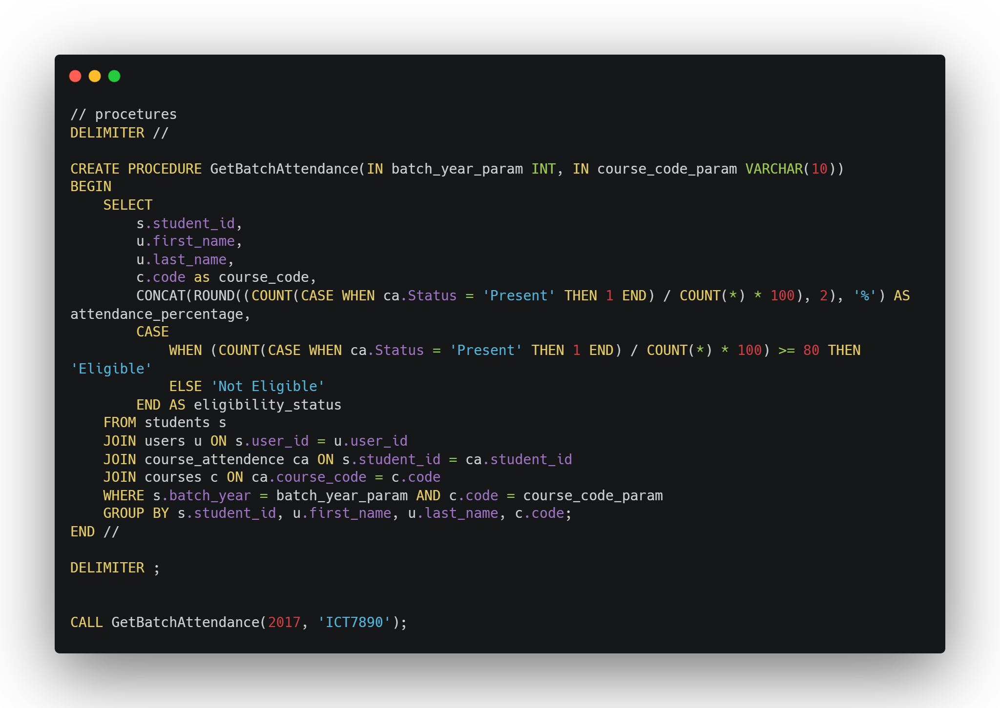 // procetures
DELIMITER //
CREATE PROCEDURE GetBatchAttendance(IN batch_year_param INT, IN course_code_param VARCHAR(10))
BEGIN
    SELECT
        s.student_id,
        u.first_name,
        u.last_name,
        c.code as course_code,
        CONCAT(ROUND((COUNT(CASE WHEN ca.Status = 'Present' THEN 1 END) / COUNT(*) * 100), 2), '%') AS
attendance_percentage,
        CASE
            WHEN (COUNT(CASE WHEN ca.Status = 'Present' THEN 1 END) / COUNT(*) * 100) >= 80 THEN
'Eligible'
            ELSE 'Not Eligible'
        END AS eligibility_status
    FROM students s
    JOIN users u ON s.user_id = u.user_id
    JOIN course_attendence ca ON s.student_id = ca.student_id
    JOIN courses c ON ca.course_code = c.code
    WHERE s.batch_year = batch_year_param AND c.code = course_code_param
    GROUP BY s.student_id, u.first_name, u.last_name, c.code;
END //
DELIMITER ;
CALL GetBatchAttendance(2017, 'ICT7890');